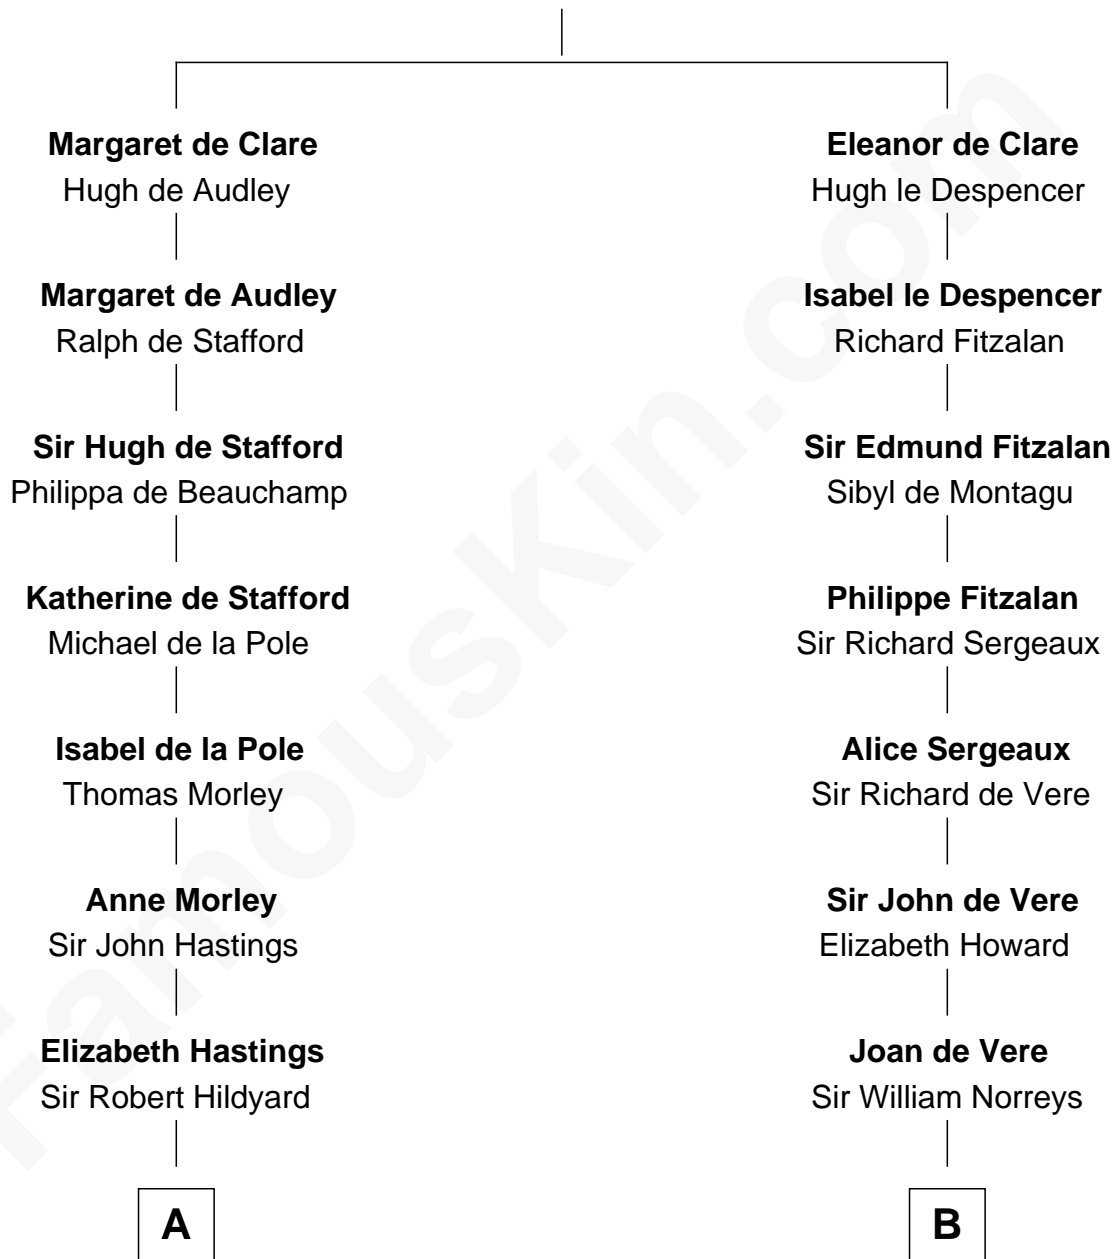 Margaret de Clare
Hugh de Audley
Margaret de Audley
Ralph de Stafford
Sir Hugh de Stafford
Philippa de Beauchamp
Katherine de Stafford
Michael de la Pole
Isabel de la Pole
Thomas Morley
Anne Morley
Sir John Hastings
Elizabeth Hastings
Sir Robert Hildyard
A
Eleanor de Clare
Hugh le Despencer
Isabel le Despencer
Richard Fitzalan
Sir Edmund Fitzalan
Sibyl de Montagu
Philippe Fitzalan
Sir Richard Sergeaux
Alice Sergeaux
Sir Richard de Vere
Sir John de Vere
Elizabeth Howard
Joan de Vere
Sir William Norreys
B
FamousKin.com